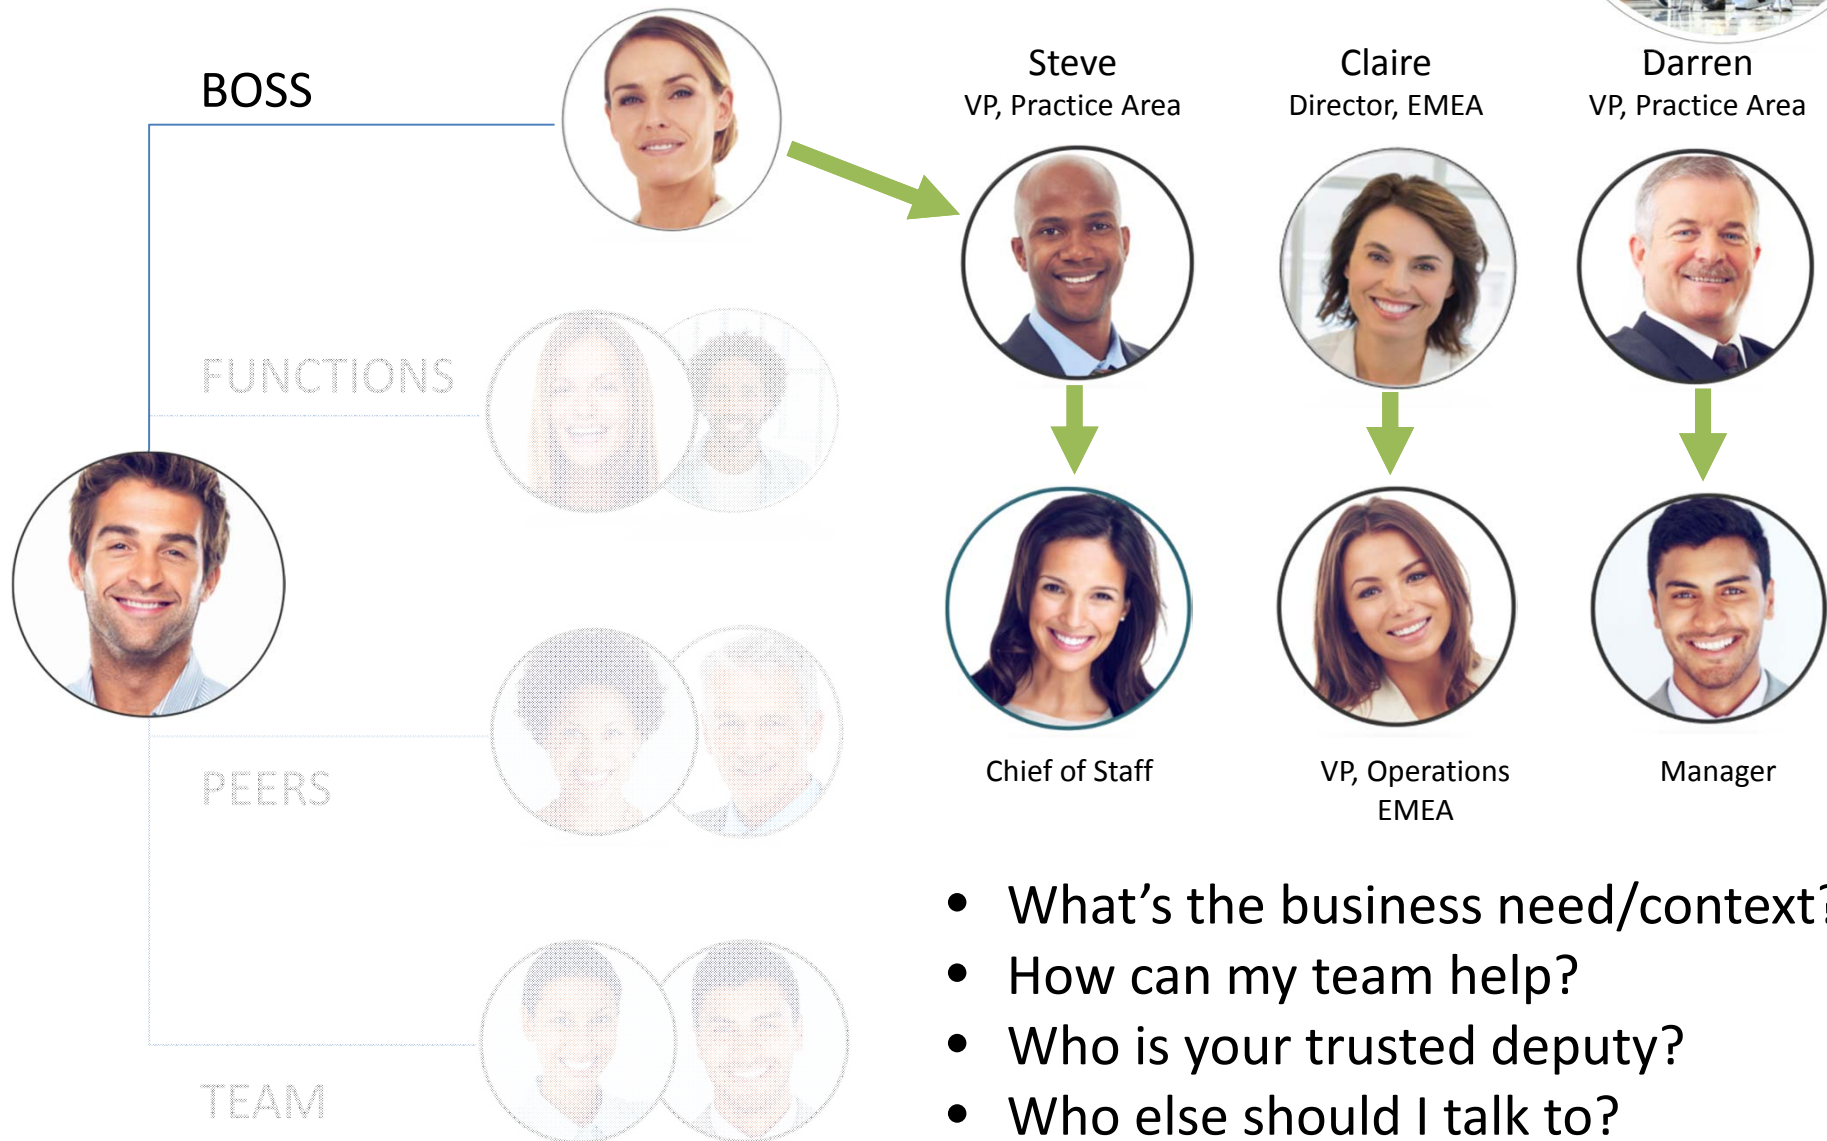 BOSS
FUNCTIONS
PEERS
TEAM
Steve
VP, Practice Area
Claire
Director, EMEA
Darren
VP, Practice Area
Chief of Staff
VP, Operations
EMEA
Manager
• What’s the business need/context?
• How can my team help?
• Who is your trusted deputy?
• Who else should I talk to?